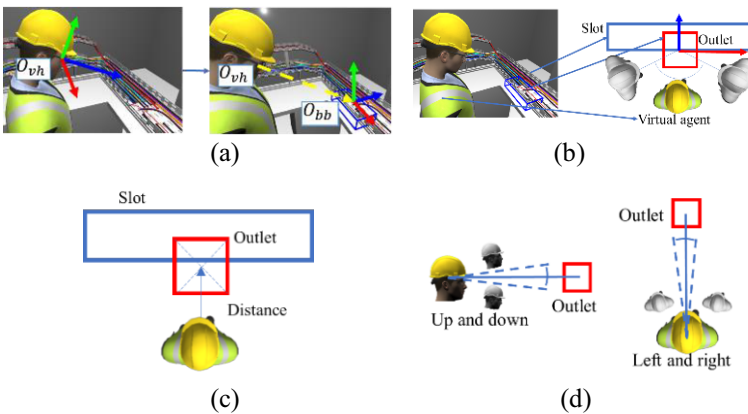 O_vh
O_vh
O_bb
(a)
Slot
Outlet
Virtual agent
(b)
Slot
Outlet
Distance
(c)
Outlet
Up and down
Outlet
Left and right
(d)